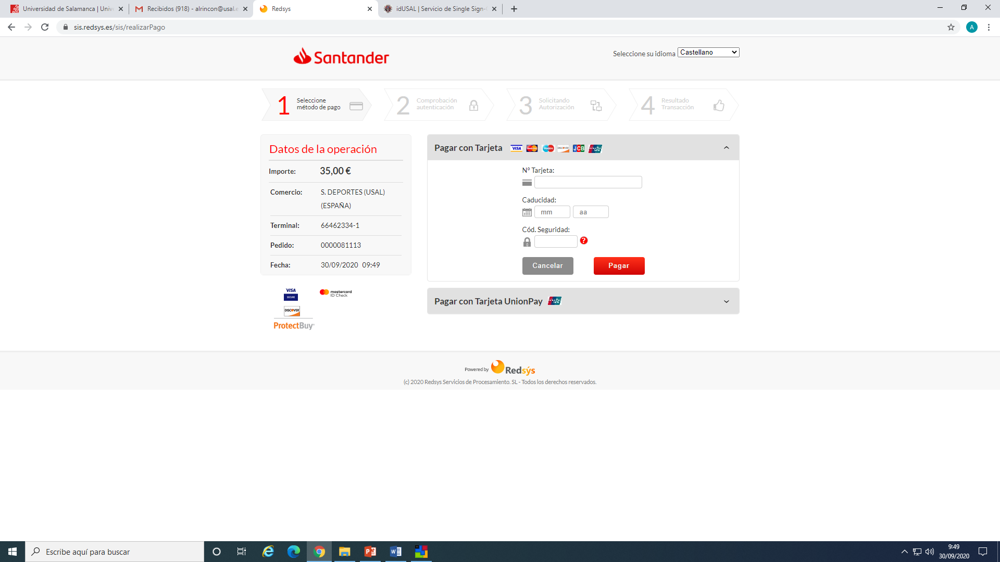 Universidad de Salamanca | Univ
Recibidos (918) - alrincon@usal.e
Redsys
idUSAL | Servicio de Single Sign-
sis.redsys.es/sis/realizarPago
A
Santander
Seleccione su idioma
Castellano
1
Seleccione
método de pago
2
Comprobación
autenticación
3
Solicitando
Autorización
4
Resultado
Transacción
Datos de la operación
Importe: 35,00 €
Comercio: S. DEPORTES (USAL)
(ESPAÑA)
Terminal: 66462334-1
Pedido: 0000081113
Fecha: 30/09/2020 09:49
VISA
SECURE
mastercard
ID Check
DISCOVER
ProtectBuy
Pagar con Tarjeta
VISA
DISCOVER
JCB
Nº Tarjeta:
Caducidad:
mm
aa
Cód. Seguridad:
?
Cancelar
Pagar
Pagar con Tarjeta UnionPay
Powered by Redsýs
(c) 2020 Redsys Servicios de Procesamiento. SL - Todos los derechos reservados.
Escribe aquí para buscar
9:49
30/09/2020